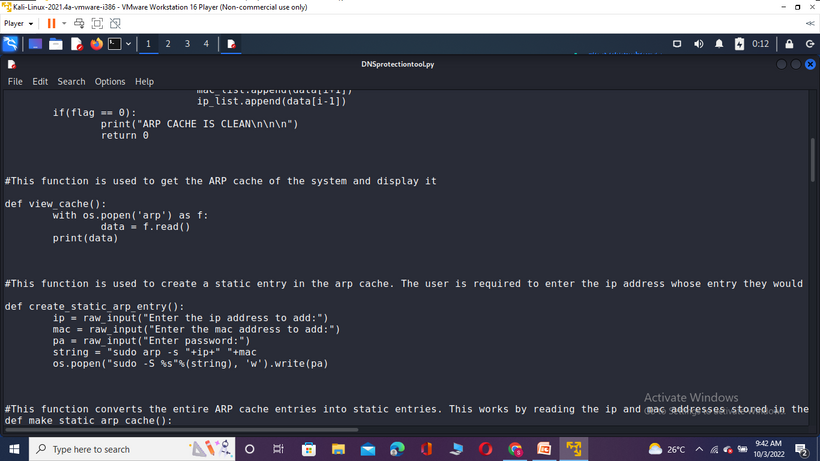 Kali-Linux-2021.4a-vmware-i386 - VMware Workstation 16 Player (Non-commercial use only)
Player
1 2 3 4
0:12
DNSprotectiontool.py
File Edit Search Options Help
mac_list.append(data[i+1])
ip_list.append(data[i-1])
if(flag == 0):
print("ARP CACHE IS CLEAN\n\n\n")
return 0
#This function is used to get the ARP cache of the system and display it
def view_cache():
with os.popen('arp') as f:
data = f.read()
print(data)
#This function is used to create a static entry in the arp cache. The user is required to enter the ip address whose entry they would
def create_static_arp_entry():
ip = raw_input("Enter the ip address to add:")
mac = raw_input("Enter the mac address to add:")
pa = raw_input("Enter password:")
string = "sudo arp -s "+ip+" "+mac
os.popen("sudo -S %s"%(string), 'w').write(pa)
Activate Windows
Go to Settings to activate Windows.
#This function converts the entire ARP cache entries into static entries. This works by reading the ip and mac addresses stored in the
def make_static_arp_cache():
Type here to search
26°C
9:42 AM
10/3/2022
2